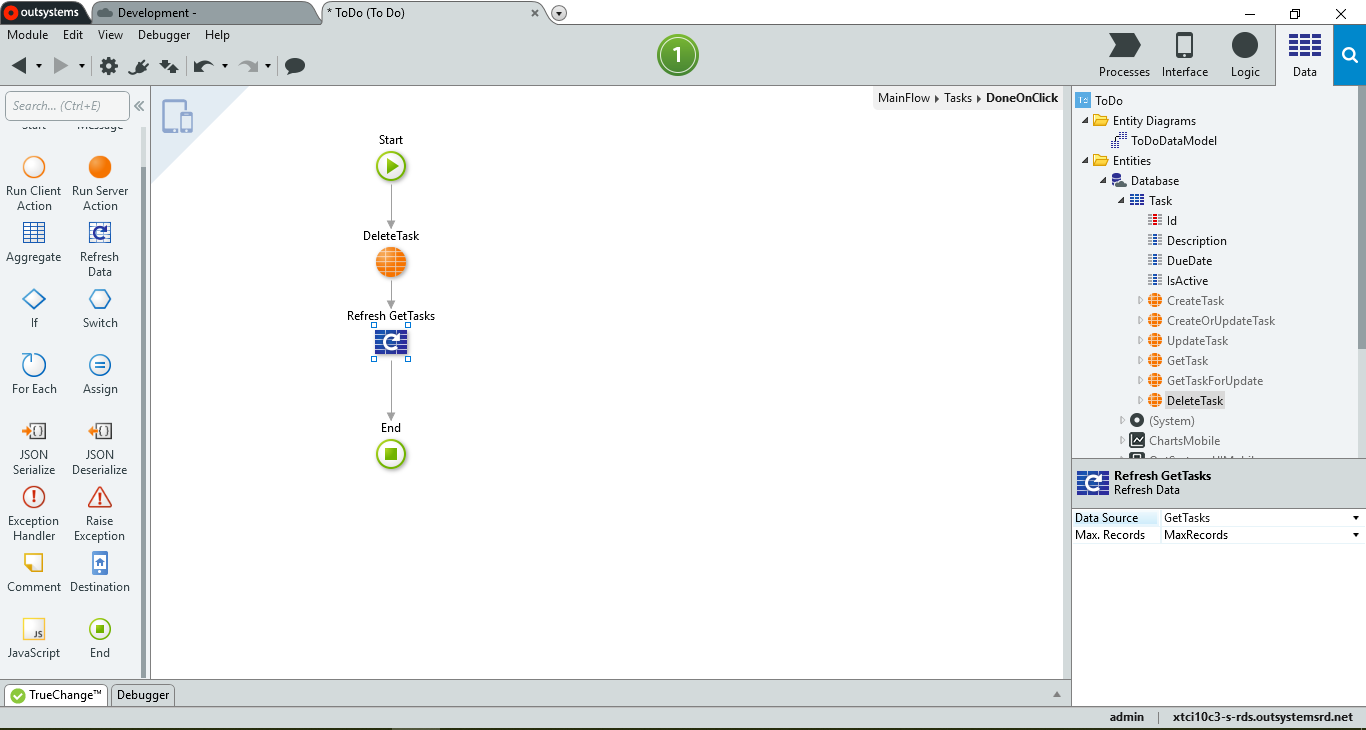 outsystems
Development -
* ToDo (To Do)
Module Edit View Debugger Help
1
Processes
Interface
Logic
Data
Search... (Ctrl+E)
Start
Message
Run Client Action
Run Server Action
Aggregate
Refresh Data
If
Switch
For Each
Assign
JSON Serialize
JSON Deserialize
Exception Handler
Raise Exception
Comment
Destination
JS
JavaScript
End
MainFlow Tasks DoneOnClick
Start
DeleteTask
Refresh GetTasks
End
To
ToDo
Entity Diagrams
ToDoDataModel
Entities
Database
Task
Id
Description
DueDate
IsActive
CreateTask
CreateOrUpdateTask
UpdateTask
GetTask
GetTaskForUpdate
DeleteTask
(System)
ChartsMobile
Refresh GetTasks
Refresh Data
Data Source GetTasks
Max. Records MaxRecords
TrueChange™
Debugger
admin
xtci10c3-s-rds.outsystemsrd.net